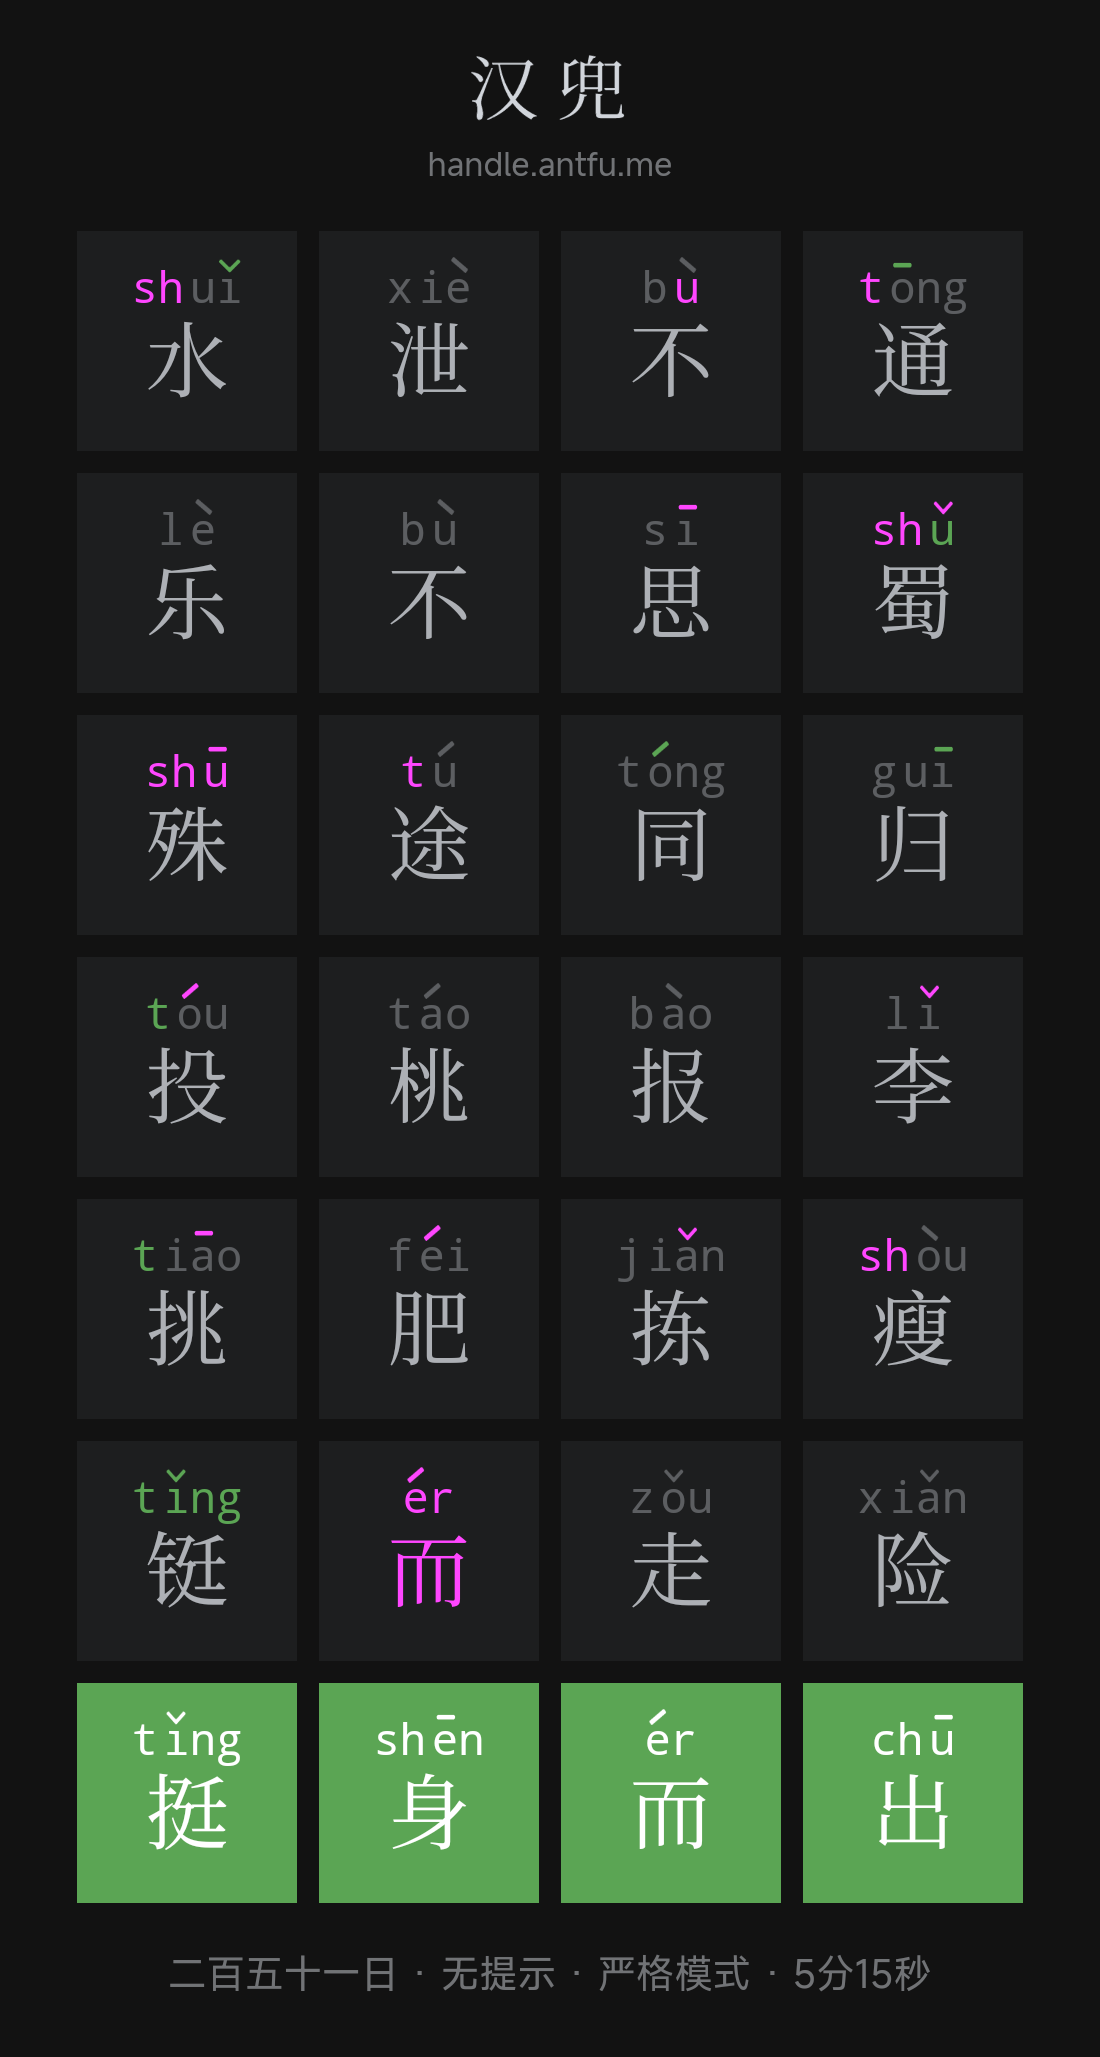 汉兜
handle.antfu.me
shuǐ xiè bù tōng
水 泄 不 通
lè bù sī shǔ
乐 不 思 蜀
shū tú tóng guī
殊 途 同 归
tóu táo bào lǐ
投 桃 报 李
tiāo féi jiǎn shòu
挑 肥 拣 瘦
tǐng ér zǒu xiǎn
铤 而 走 险
tǐng shēn ér chū
挺 身 而 出
二百五十一日 · 无提示 · 严格模式 · 5分15秒